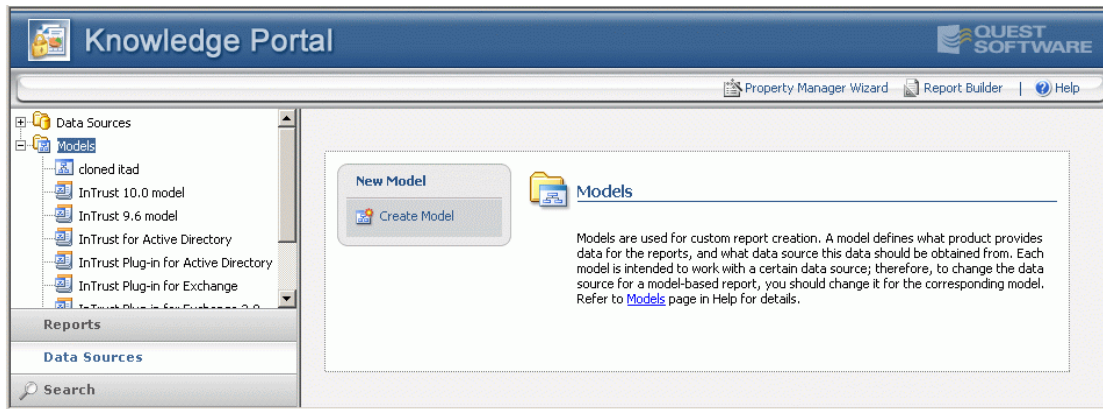 Knowledge Portal
QUEST
SOFTWARE
Property Manager Wizard Report Builder | Help
Data Sources
Models
cloned itad
InTrust 10.0 model
InTrust 9.6 model
InTrust for Active Directory
InTrust Plug-in for Active Directory
InTrust Plug-in for Exchange
Reports
Data Sources
Search
New Model
Create Model
Models
Models are used for custom report creation. A model defines what product provides
data for the reports, and what data source this data should be obtained from. Each
model is intended to work with a certain data source; therefore, to change the data
source for a model-based report, you should change it for the corresponding model.
Refer to Models page in Help for details.